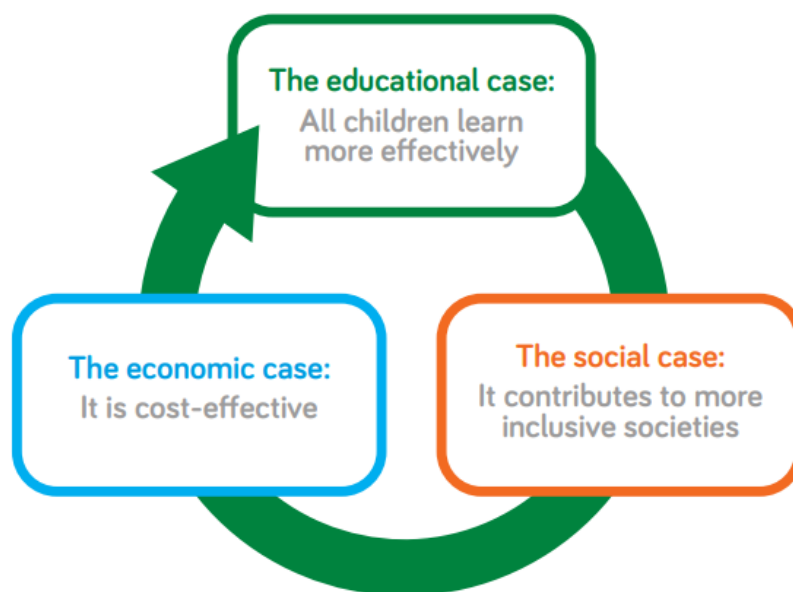 The educational case:
All children learn
more effectively
The economic case:
It is cost-effective
The social case:
It contributes to more
inclusive societies